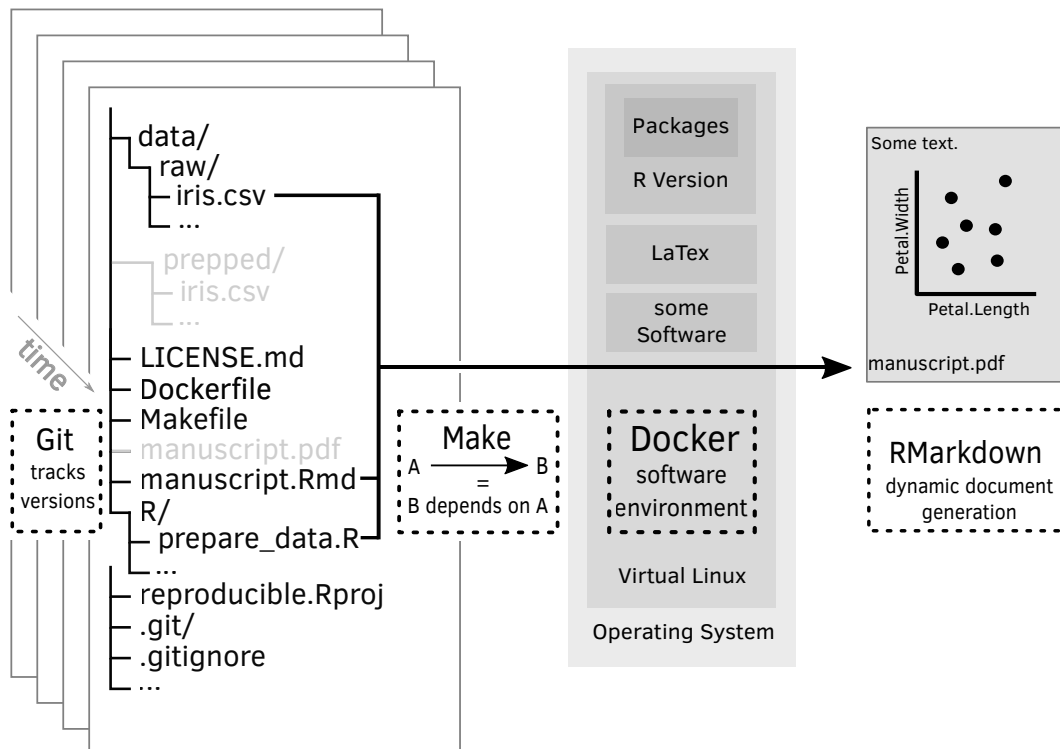 data/
raw/
iris.csv
...
prepped/
iris.csv
...
time
LICENSE.md
Dockerfile
Makefile
manuscript.pdf
manuscript.Rmd
R/
prepare_data.R
...
reproducible.Rproj
.git/
.gitignore
...
Git
tracks
versions
Make
A B
=
B depends on A
Packages
R Version
LaTex
some
Software
Docker
software
environment
Virtual Linux
Operating System
Some text.
Petal.Width
Petal.Length
manuscript.pdf
RMarkdown
dynamic document
generation